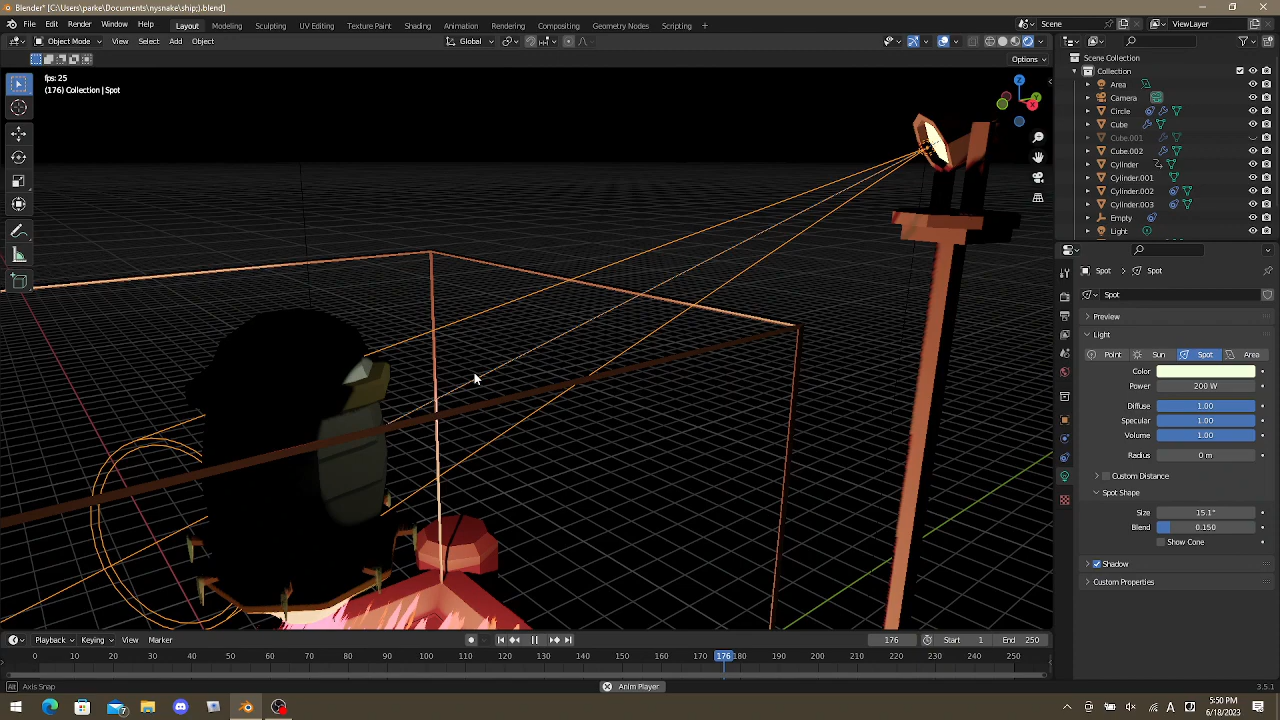 Blender* [C:\Users\parke\Documents\nysnake\ship;).blend]
File Edit Render Window Help
Layout Modeling Sculpting UV Editing Texture Paint Shading Animation Rendering Compositing Geometry Nodes Scripting +
Scene
ViewLayer
Object Mode View Select Add Object
Global
Options
fps: 25
(176) Collection | Spot
Z
Y
X
Scene Collection
Collection
Area
Camera
Circle
Cube
Cube.001
Cube.002
Cylinder
Cylinder.001
Cylinder.002
Cylinder.003
Empty
Light
Spot > Spot
Spot
Preview
Light
Point Sun Spot Area
Color
Power 200 W
Diffuse 1.00
Specular 1.00
Volume 1.00
Radius 0 m
Custom Distance
Spot Shape
Size 15.1°
Blend 0.150
Show Cone
Shadow
Custom Properties
Playback Keying View Marker
176 Start 1 End 250
0 10 20 30 40 50 60 70 80 90 100 110 120 130 140 150 160 170 176 180 190 200 210 220 230 240 250
Alt Axis Snap
Anim Player
3.5.1
7
A
5:50 PM
6/18/2023